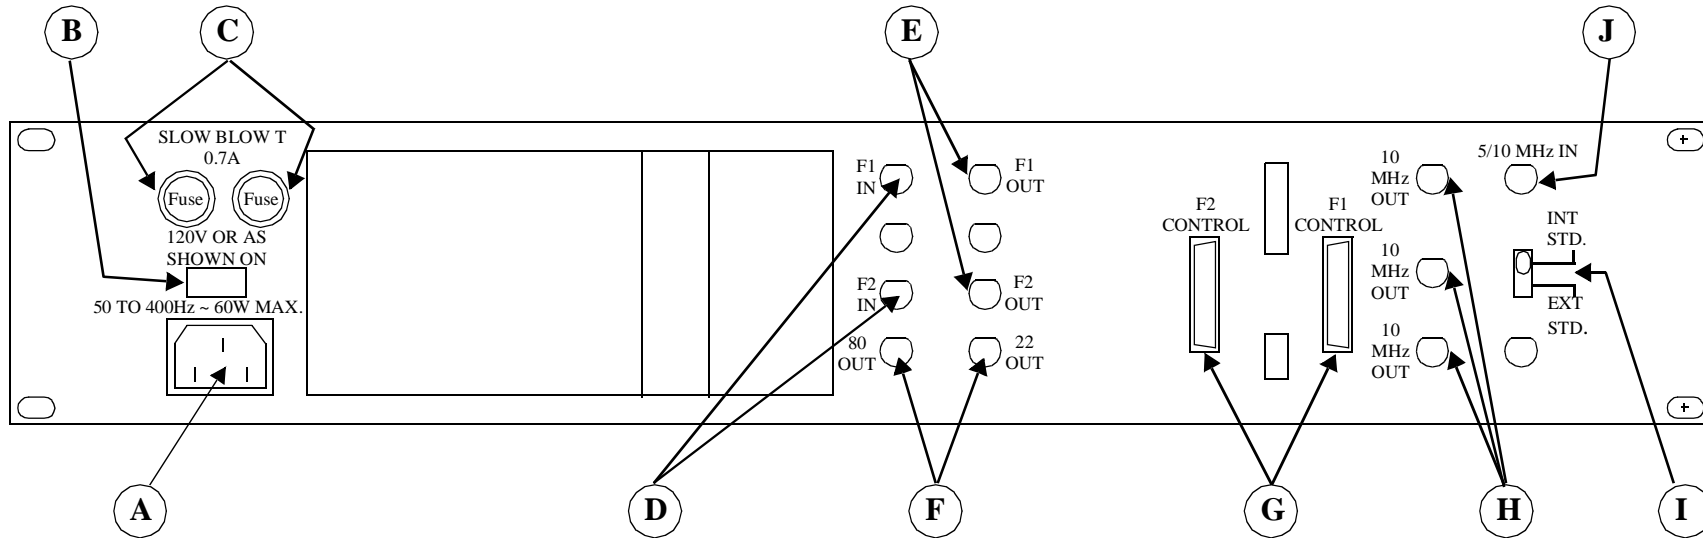 B
C
E
J
SLOW BLOW T
0.7A
Fuse
Fuse
120V OR AS
SHOWN ON
50 TO 400Hz ~ 60W MAX.
F1
IN
F1
OUT
F2
IN
F2
OUT
80
OUT
22
OUT
F2
CONTROL
F1
CONTROL
10
MHz
OUT
10
MHz
OUT
10
MHz
OUT
5/10 MHz IN
INT
STD.
EXT
STD.
A
D
F
G
H
I